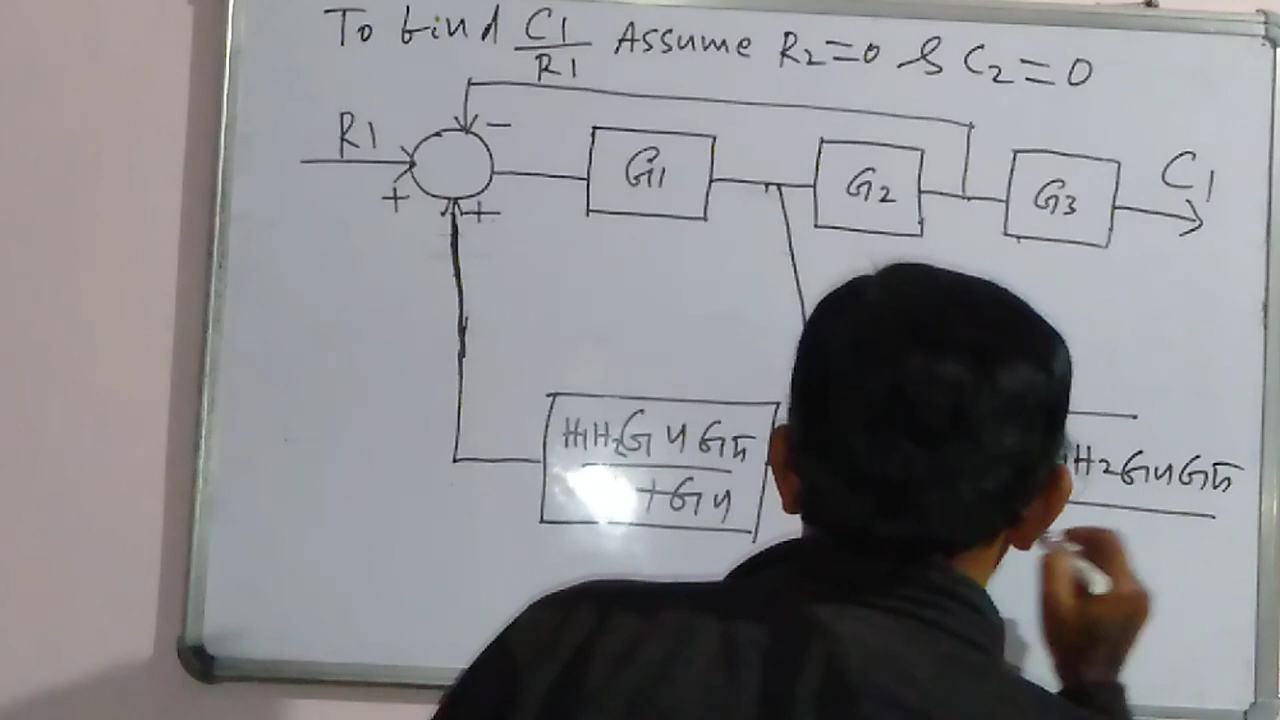 To find C1/R1 Assume R2=0 & C2=0
R1
+
-
+
G1
G2
G3
C1
H1H2G4G5
+G4
H2G4G5